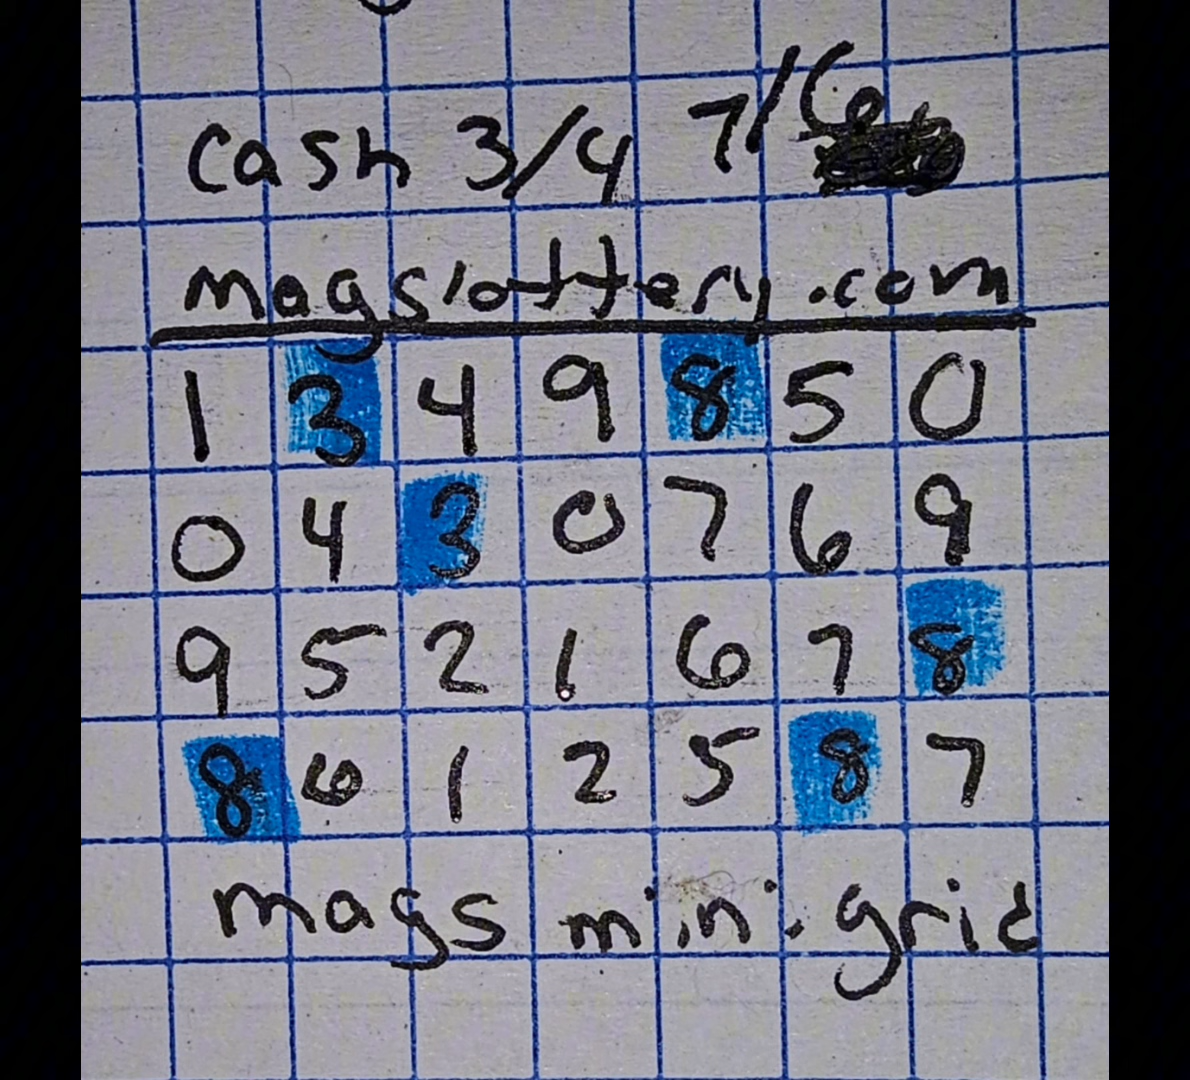 Cash 3/4 7/6
magslottery.com
1 3 4 9 8 5 0
0 4 3 0 7 6 9
9 5 2 1 6 7 8
8 6 1 2 5 8 7
mags mini grid